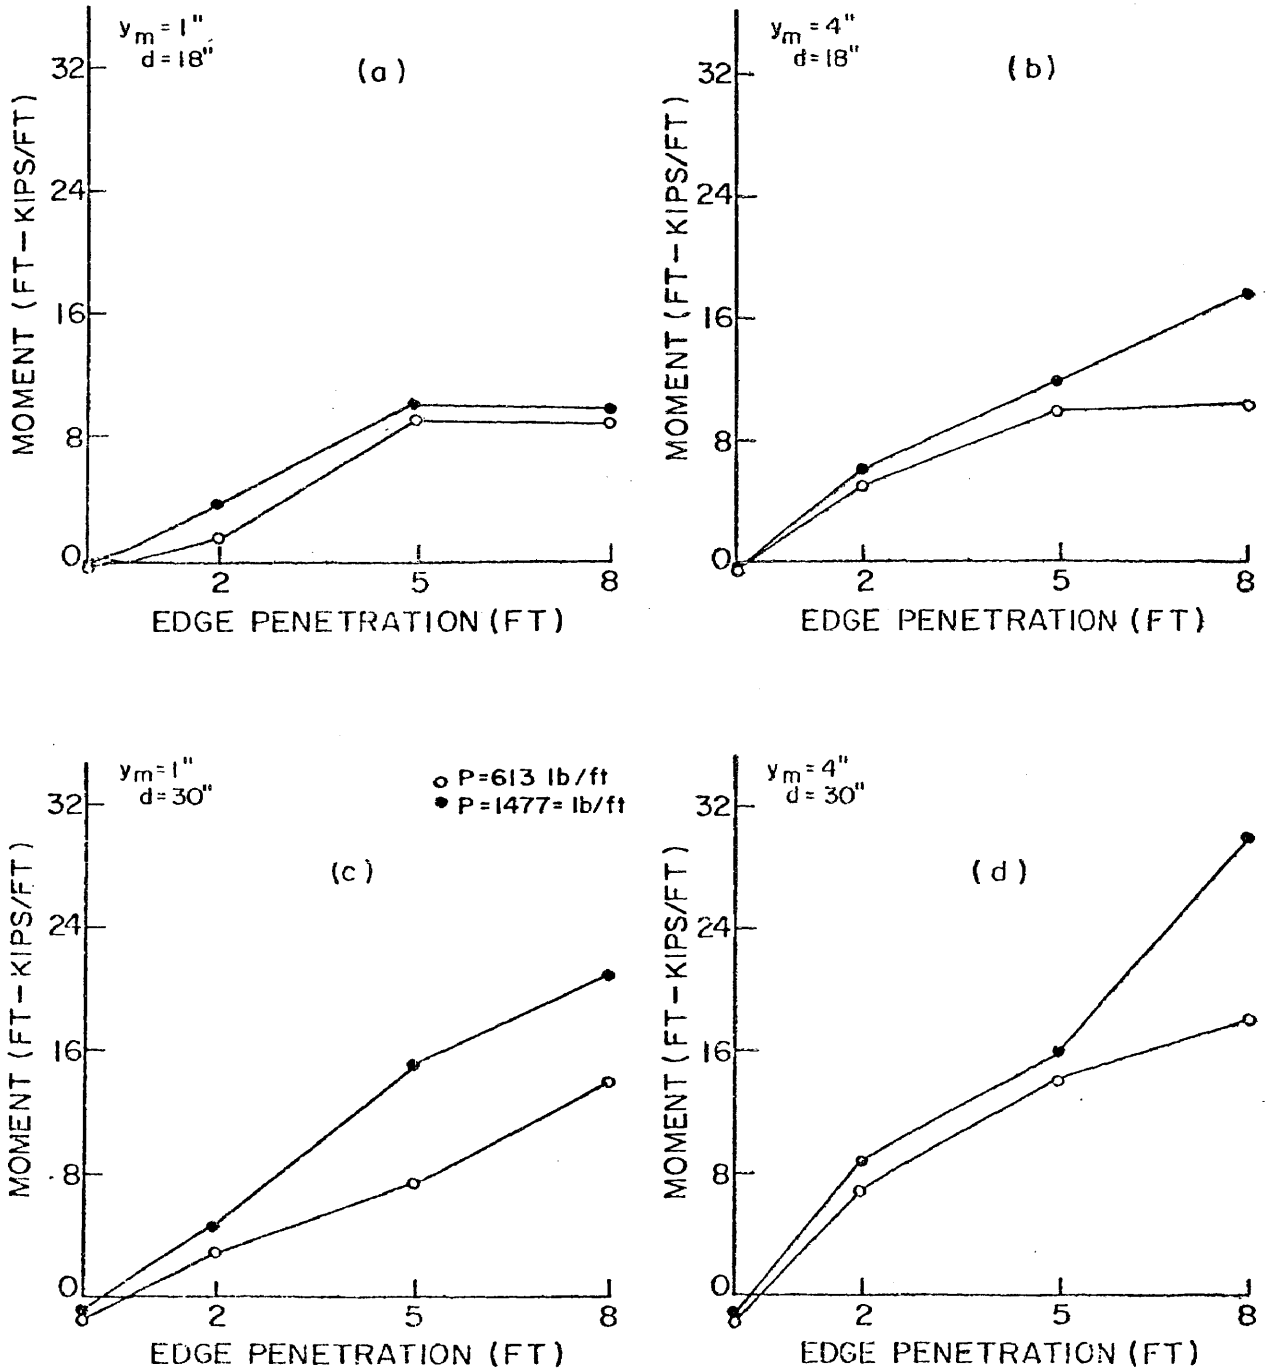 y_m = 1"
d = 18"
(a)
32
24
16
8
0
2 5 8
MOMENT (FT-KIPS/FT)
EDGE PENETRATION (FT)
y_m = 4"
d = 18"
(b)
32
24
16
8
0
2 5 8
MOMENT (FT-KIPS/FT)
EDGE PENETRATION (FT)
y_m = 1"
d = 30"
P=613 lb/ft
P=1477= lb/ft
(c)
32
24
16
8
0
2 5 8
MOMENT (FT-KIPS/FT)
EDGE PENETRATION (FT)
y_m = 4"
d = 30"
(d)
32
24
16
8
0
2 5 8
MOMENT (FT-KIPS/FT)
EDGE PENETRATION (FT)